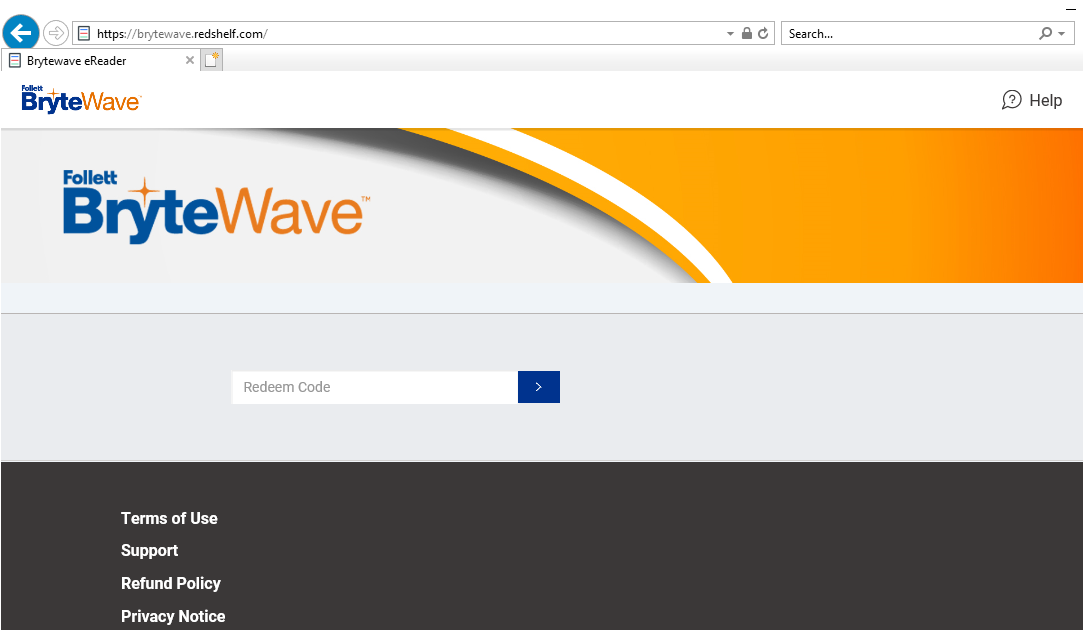 https://brytewave.redshelf.com/
Search...
Brytewave eReader
Follett
BryteWave
Help
Follett
BryteWave™
Redeem Code
Terms of Use
Support
Refund Policy
Privacy Notice